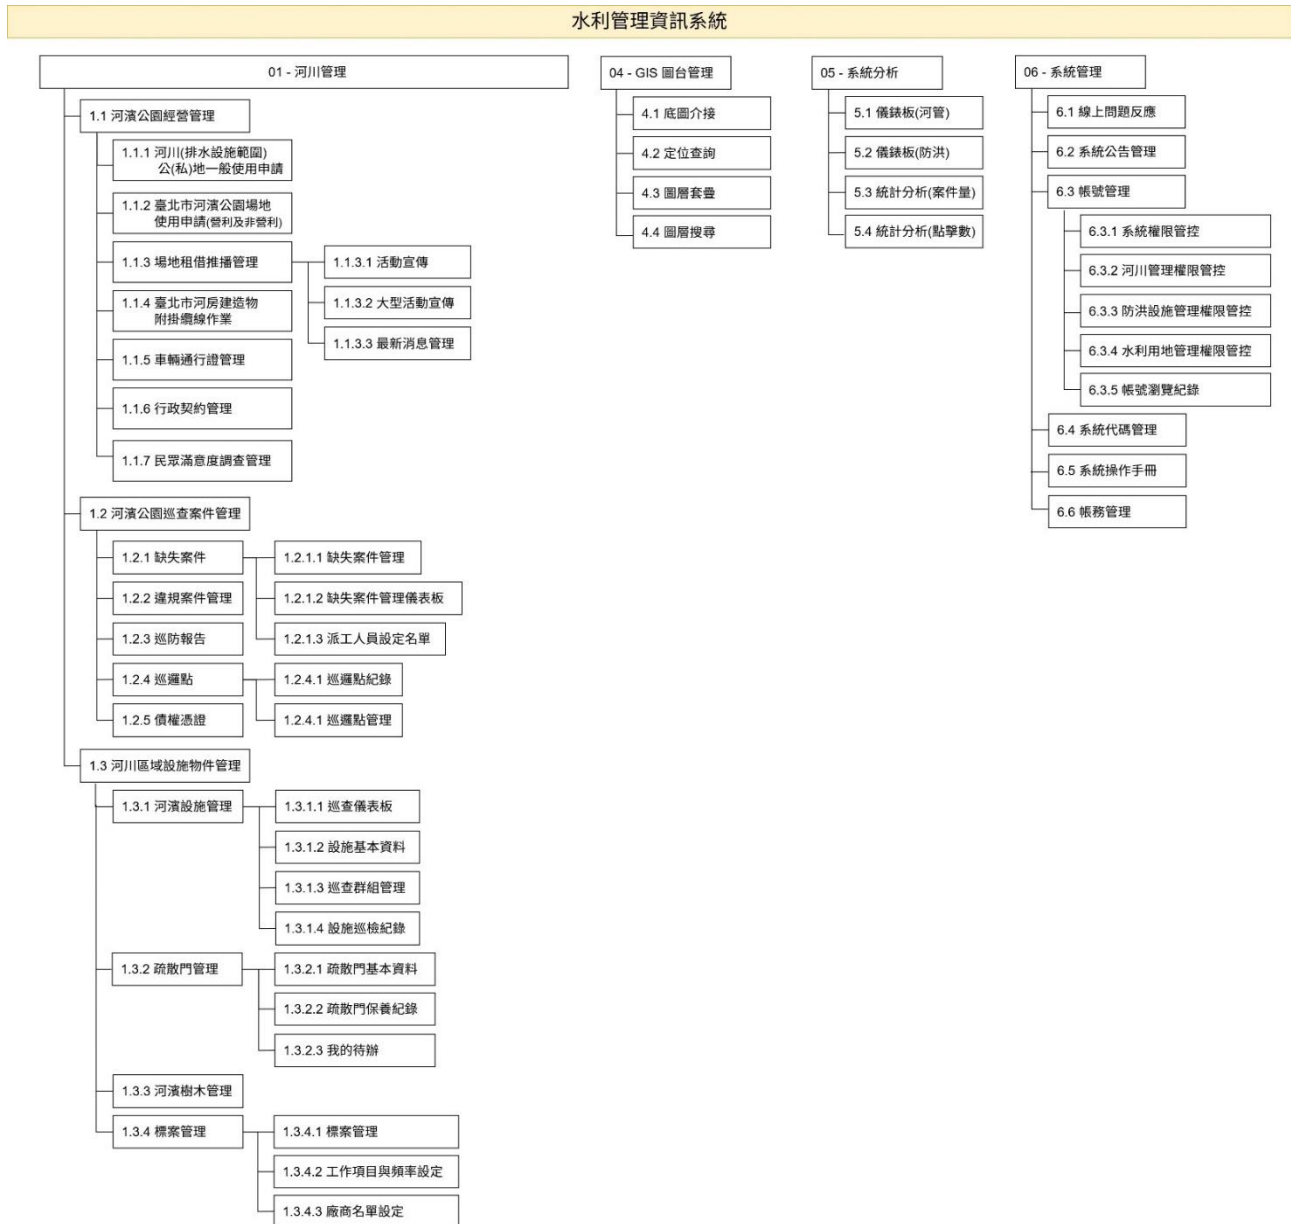 水利管理資訊系統
01 - 河川管理
1.1 河濱公園經營管理
1.1.1 河川(排水設施範圍)
公(私)地一般使用申請
1.1.2 臺北市河濱公園場地
使用申請(營利及非營利)
1.1.3 場地租借推播管理
1.1.3.1 活動宣傳
1.1.3.2 大型活動宣傳
1.1.3.3 最新消息管理
1.1.4 臺北市河房建造物
附掛纜線作業
1.1.5 車輛通行證管理
1.1.6 行政契約管理
1.1.7 民眾滿意度調查管理
1.2 河濱公園巡查案件管理
1.2.1 缺失案件
1.2.1.1 缺失案件管理
1.2.1.2 缺失案件管理儀表板
1.2.1.3 派工人員設定名單
1.2.2 違規案件管理
1.2.3 巡防報告
1.2.4 巡邏點
1.2.4.1 巡邏點紀錄
1.2.4.1 巡邏點管理
1.2.5 債權憑證
1.3 河川區域設施物件管理
1.3.1 河濱設施管理
1.3.1.1 巡查儀表板
1.3.1.2 設施基本資料
1.3.1.3 巡查群組管理
1.3.1.4 設施巡檢紀錄
1.3.2 疏散門管理
1.3.2.1 疏散門基本資料
1.3.2.2 疏散門保養紀錄
1.3.2.3 我的待辦
1.3.3 河濱樹木管理
1.3.4 標案管理
1.3.4.1 標案管理
1.3.4.2 工作項目與頻率設定
1.3.4.3 廠商名單設定
04 - GIS 圖台管理
4.1 底圖介接
4.2 定位查詢
4.3 圖層套疊
4.4 圖層搜尋
05 - 系統分析
5.1 儀錶板(河管)
5.2 儀錶板(防洪)
5.3 統計分析(案件量)
5.4 統計分析(點擊數)
06 - 系統管理
6.1 線上問題反應
6.2 系統公告管理
6.3 帳號管理
6.3.1 系統權限管控
6.3.2 河川管理權限管控
6.3.3 防洪設施管理權限管控
6.3.4 水利用地管理權限管控
6.3.5 帳號瀏覽紀錄
6.4 系統代碼管理
6.5 系統操作手冊
6.6 帳務管理